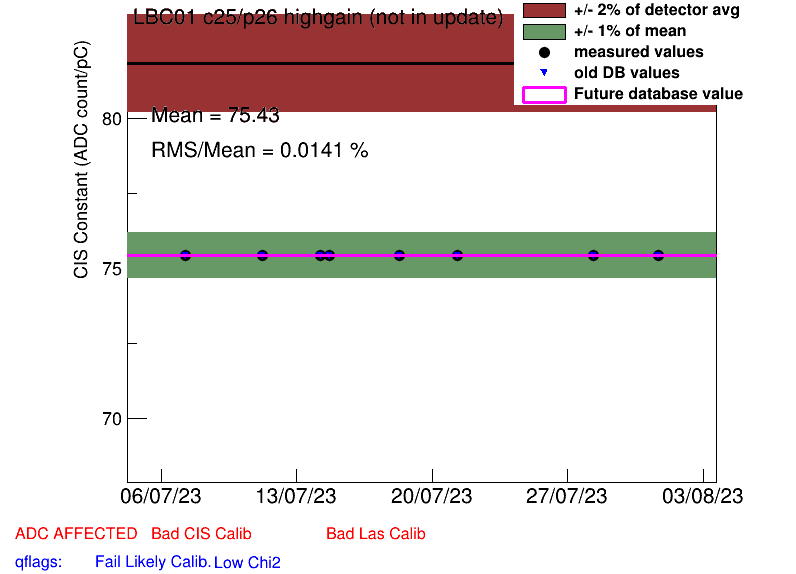 LBC01 c25/p26 highgain (not in update)
+/- 2% of detector avg
+/- 1% of mean
measured values
old DB values
Future database value
CIS Constant (ADC count/pC)
Mean = 75.43
RMS/Mean = 0.0141 %
80
75
70
06/07/23 13/07/23 20/07/23 27/07/23 03/08/23
ADC AFFECTED Bad CIS Calib Bad Las Calib
qflags: Fail Likely Calib. Low Chi2